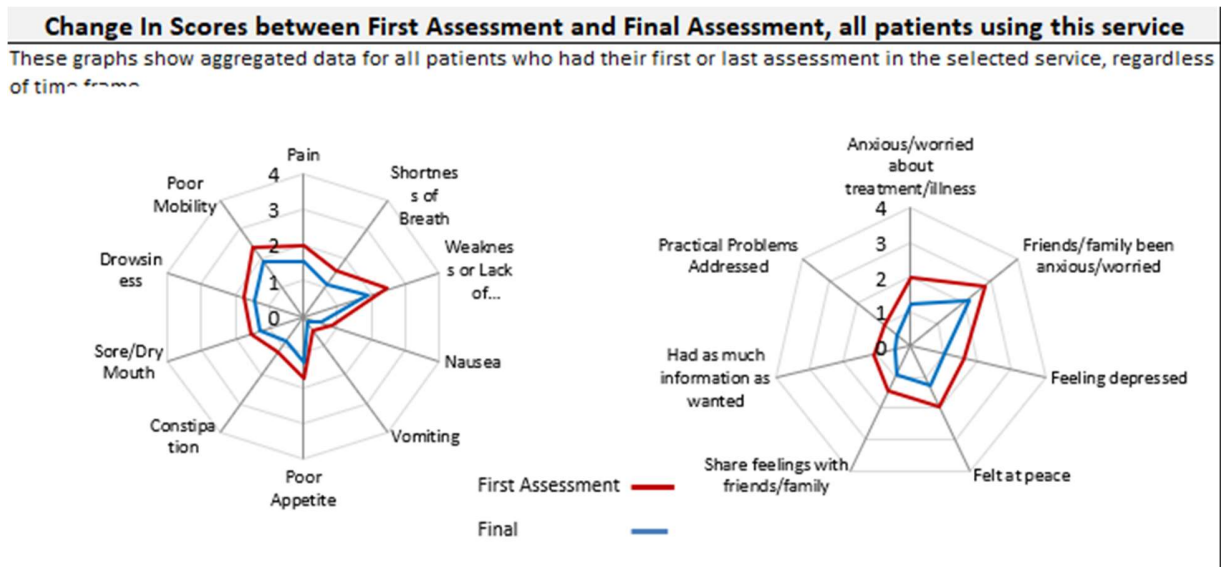 Change In Scores between First Assessment and Final Assessment, all patients using this service
These graphs show aggregated data for all patients who had their first or last assessment in the selected service, regardless
of time frame
Pain
4
3
2
1
0
Shortnes
s of
Breath
Weaknes
s or Lack
of...
Nausea
Vomiting
Poor
Appetite
Constipa
tion
Sore/Dry
Mouth
Drowsin
ess
Poor
Mobility
Anxious/worried
about
treatment/illness
4
3
2
1
0
Friends/family been
anxious/worried
Feeling depressed
Felt at peace
Share feelings with
friends/family
Had as much
information as
wanted
Practical Problems
Addressed
First Assessment
Final